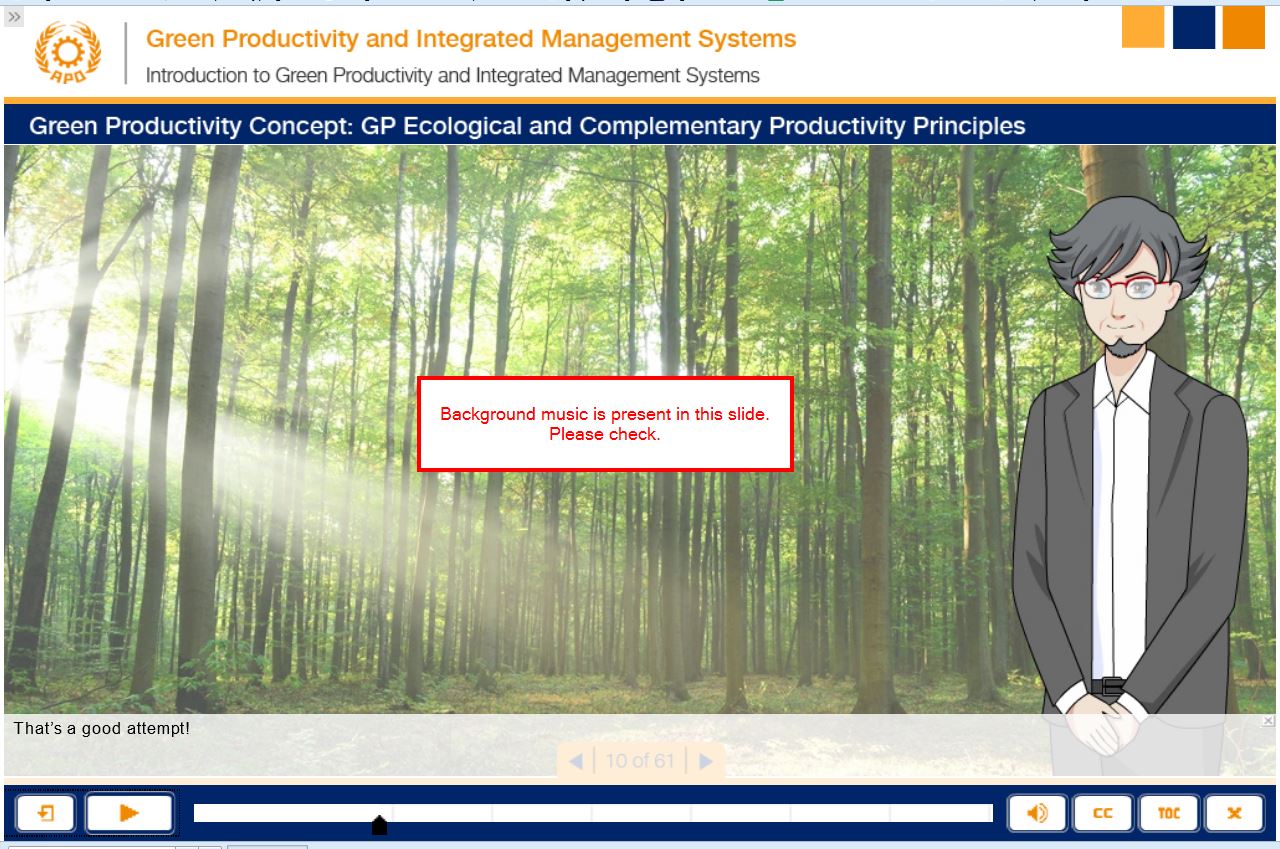 Green Productivity and Integrated Management Systems
APO
Introduction to Green Productivity and Integrated Management Systems
Green Productivity Concept: GP Ecological and Complementary Productivity Principles
Background music is present in this slide.
Please check.
That's a good attempt!
10 of 61
CC
TOC